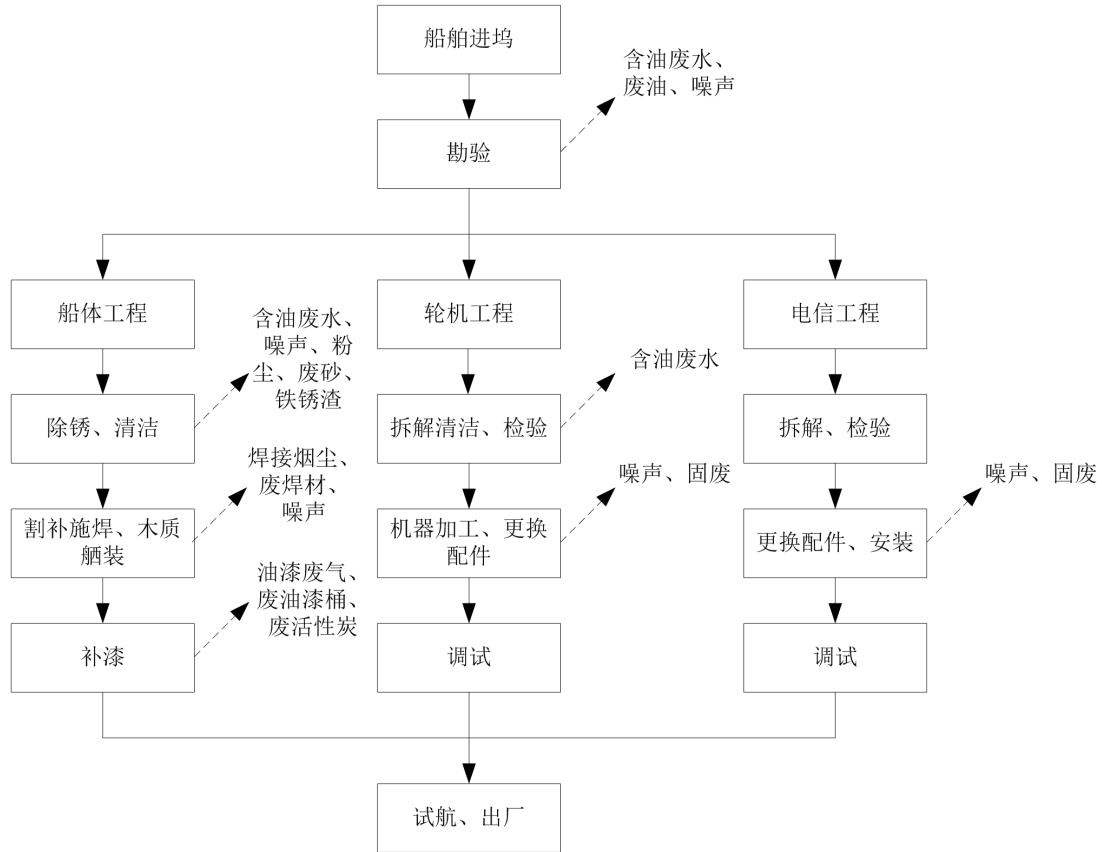 船舶进坞
含油废水、
废油、噪声
勘验
船体工程
轮机工程
电信工程
含油废水、
噪声、粉
尘、废砂、
铁锈渣
含油废水
除锈、清洁
拆解清洁、检验
拆解、检验
焊接烟尘、
废焊材、
噪声
噪声、固废
噪声、固废
割补施焊、木质
舾装
机器加工、更换
配件
更换配件、安装
油漆废气、
废油漆桶、
废活性炭
补漆
调试
调试
试航、出厂